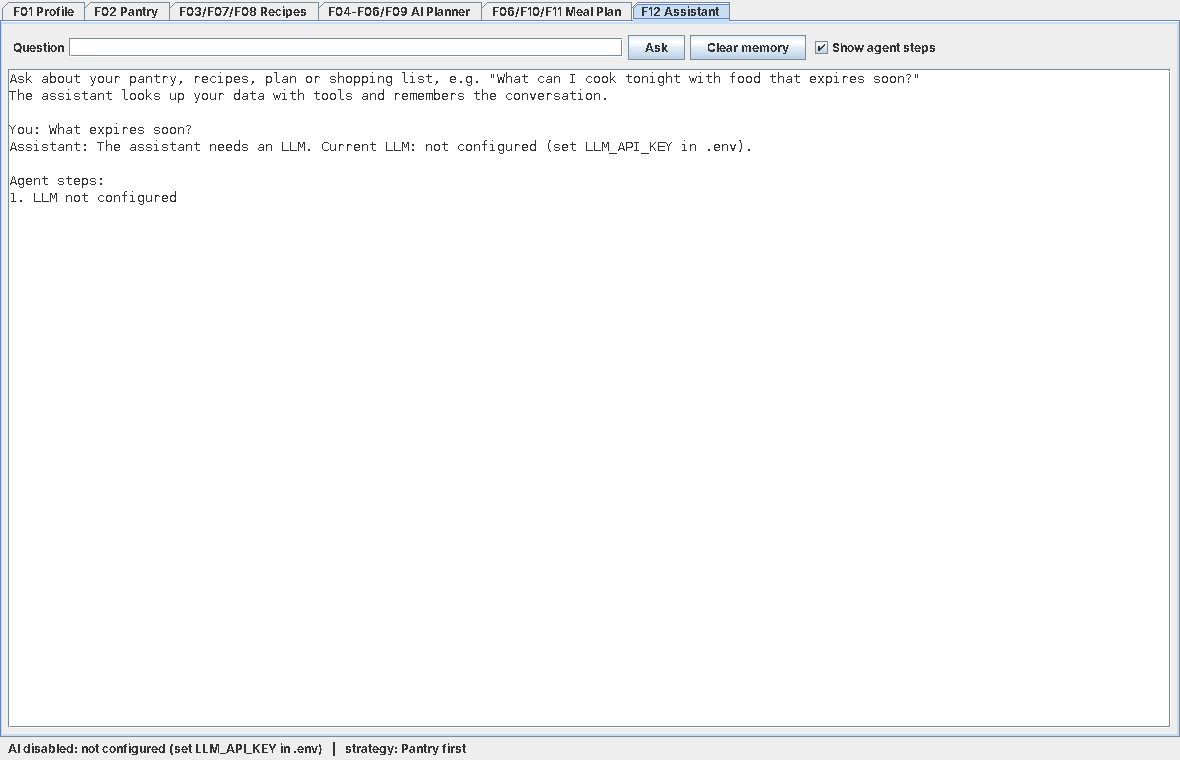 F01 Profile F02 Pantry F03/F07/F08 Recipes F04-F06/F09 AI Planner F06/F10/F11 Meal Plan F12 Assistant
Question Ask Clear memory Show agent steps
Ask about your pantry, recipes, plan or shopping list, e.g. "What can I cook tonight with food that expires soon?"
The assistant looks up your data with tools and remembers the conversation.
You: What expires soon?
Assistant: The assistant needs an LLM. Current LLM: not configured (set LLM_API_KEY in .env).
Agent steps:
1. LLM not configured
AI disabled: not configured (set LLM_API_KEY in .env) | strategy: Pantry first